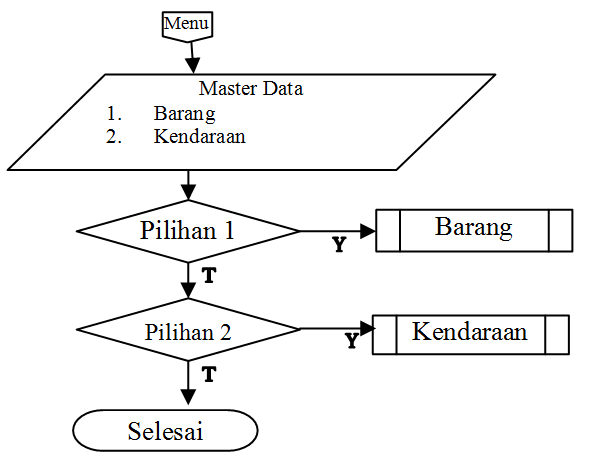 Menu
Master Data
1. Barang
2. Kendaraan
Pilihan 1
Y
Barang
T
Pilihan 2
Y
Kendaraan
T
Selesai